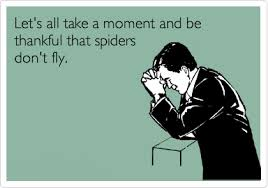 Let's all take a moment and be
thankful that spiders
don't fly.